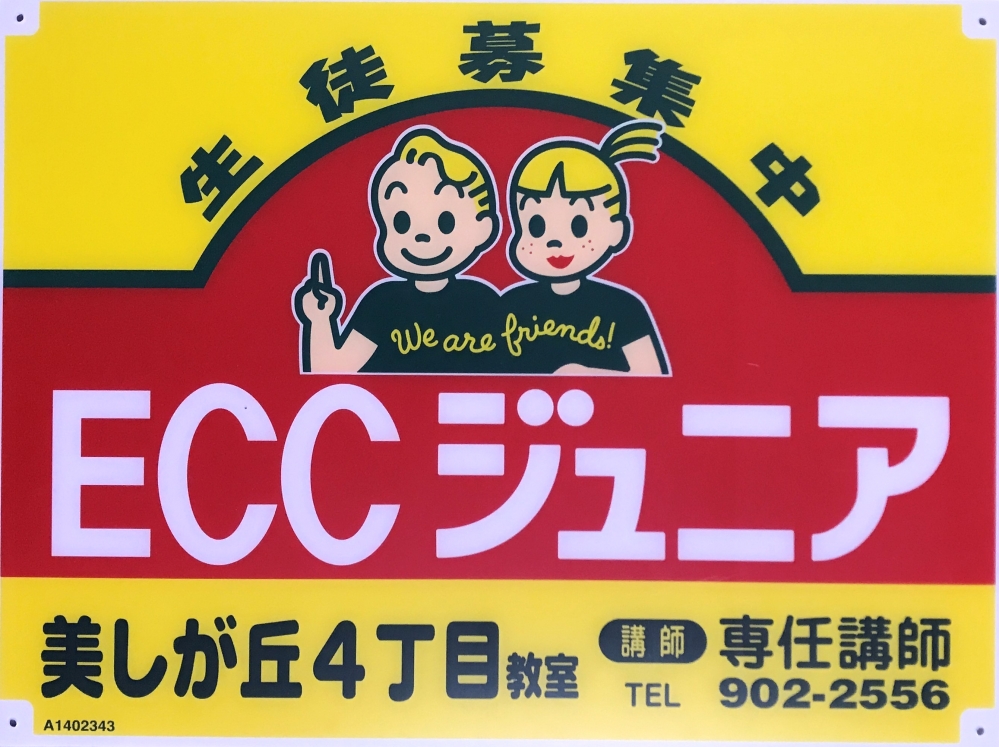 生徒募集中
We are friends!
ECCジュニア
美しが丘4丁目教室
講師 専任講師
TEL 902-2556
A1402343